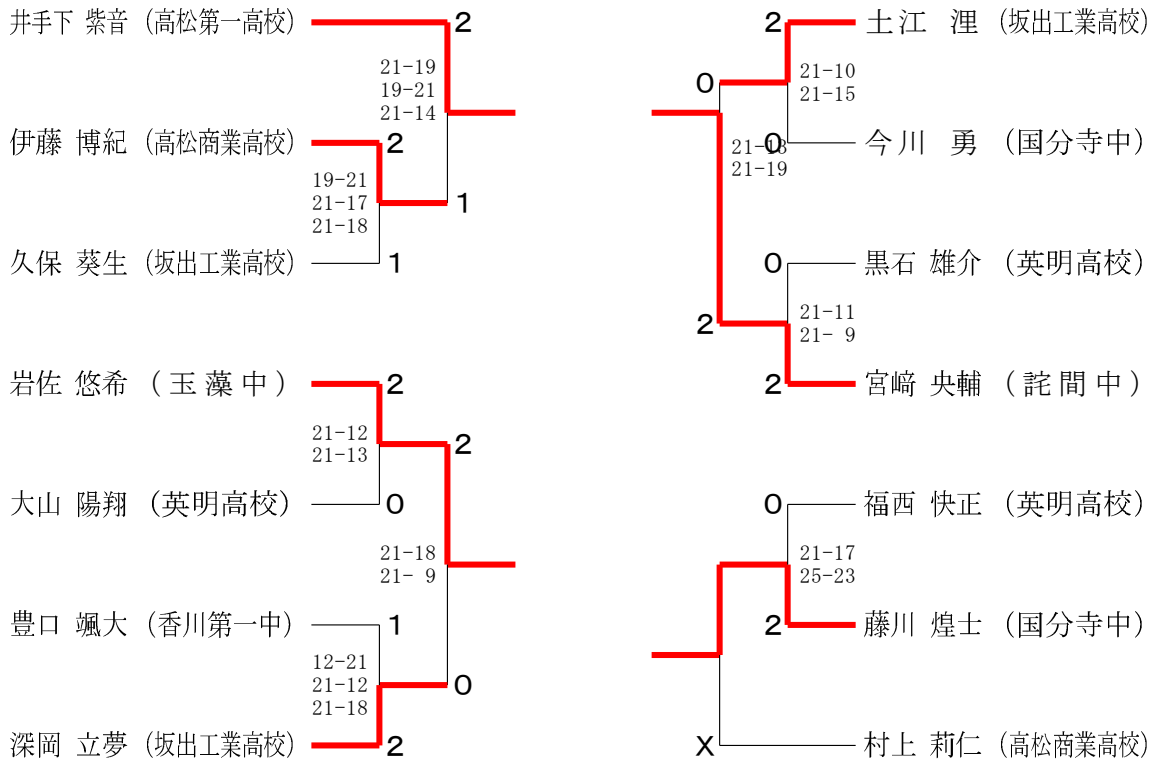 井手下 紫音 (高松第一高校)
2
21-19
19-21
21-14
伊藤 博紀 (高松商業高校)
2
19-21
21-17
21-18
1
久保 葵生 (坂出工業高校)
1
岩佐 悠希 (玉藻中)
2
21-12
21-13
2
大山 陽翔 (英明高校)
0
21-18
21- 9
豊口 颯大 (香川第一中)
1
12-21
21-12
21-18
0
深岡 立夢 (坂出工業高校)
2
2
土江 浬 (坂出工業高校)
0
21-10
21-15
0
今川 勇 (国分寺中)
21-18
21-19
0
黒石 雄介 (英明高校)
2
21-11
21- 9
2
宮﨑 央輔 (詫間中)
0
福西 快正 (英明高校)
21-17
25-23
2
藤川 煌士 (国分寺中)
X
村上 莉仁 (高松商業高校)